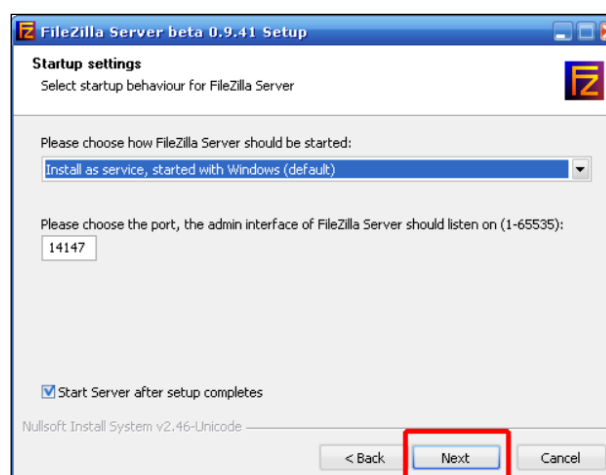 FileZilla Server beta 0.9.41 Setup
Startup settings
Select startup behaviour for FileZilla Server
FZ
Please choose how FileZilla Server should be started:
Install as service, started with Windows (default)
Please choose the port, the admin interface of FileZilla Server should listen on (1-65535):
14147
Start Server after setup completes
Nullsoft Install System v2.46-Unicode
< Back
Next
Cancel